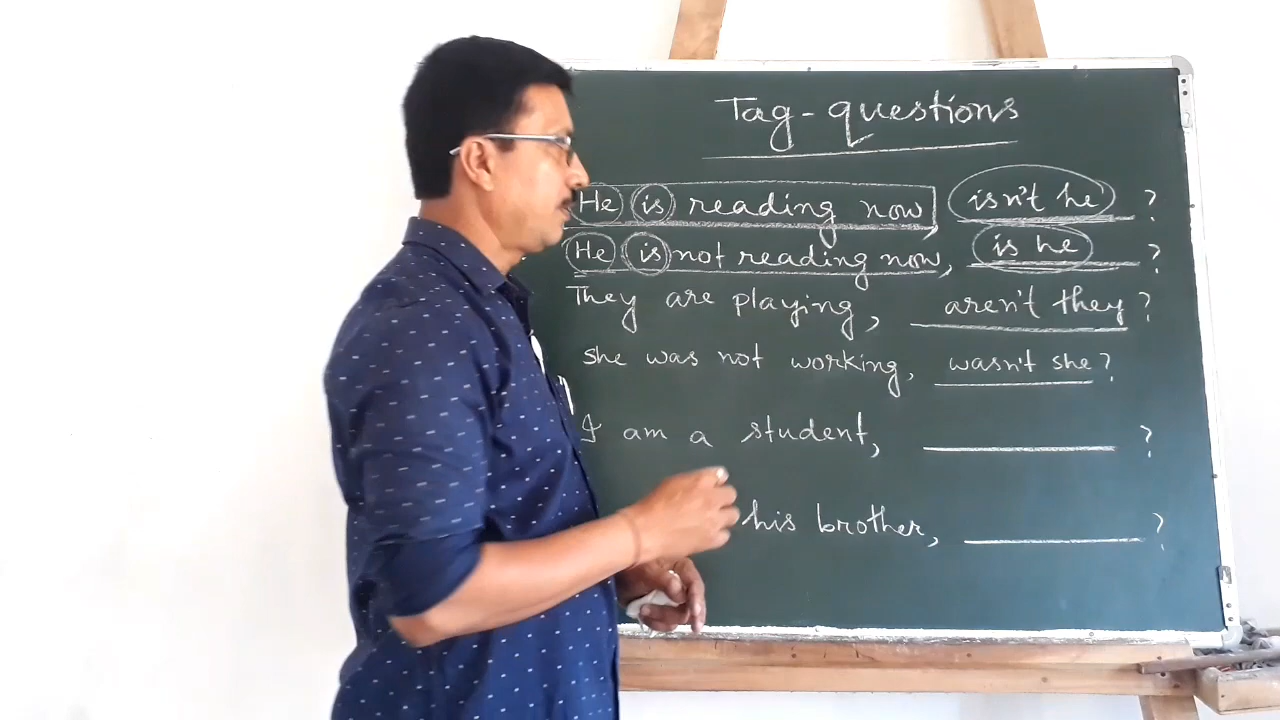 Tag-questions
He is reading now, isn't he ?
He is not reading now, is he ?
They are playing, aren't they ?
she was not working, wasn't she ?
I am a student, ?
his brother, ?